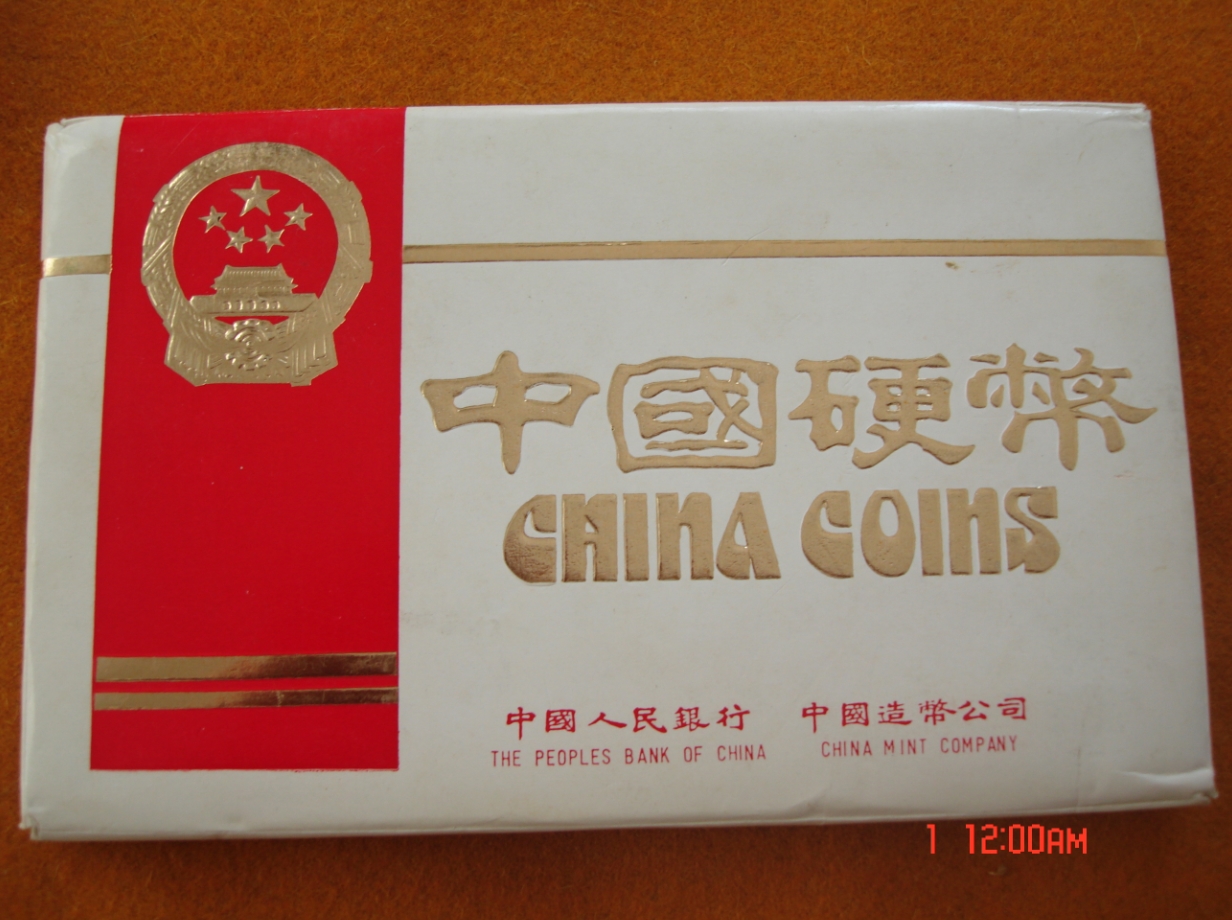 中國硬幣
CHINA COINS
中國人民銀行 中國造幣公司
THE PEOPLES BANK OF CHINA CHINA MINT COMPANY
1 12:00AM